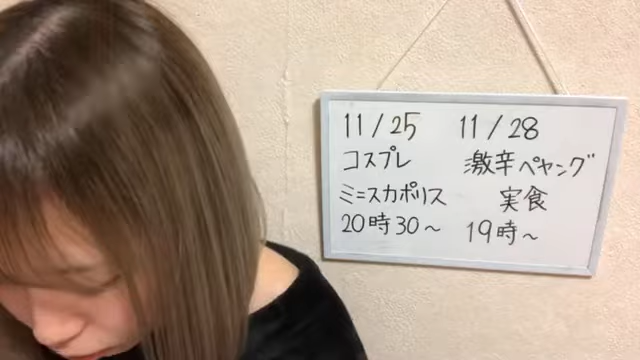 11/25
コスプレ
ミニスカポリス
20時30～
11/28
激辛ペヤング
実食
19時～